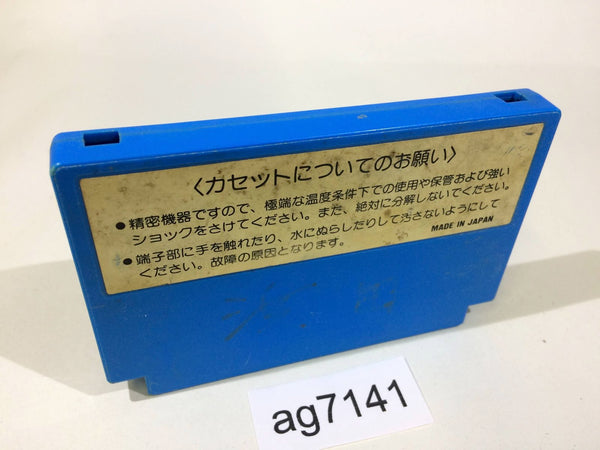 〈カセットについてのお願い〉
●精密機器ですので、極端な温度条件下での使用や保管および強い
ショックをさけてください。また、絶対に分解しないでください。
●端子部に手を触れたり、水にぬらしたりして汚さないようにして
ください。故障の原因となります。
MADE IN JAPAN
ag7141